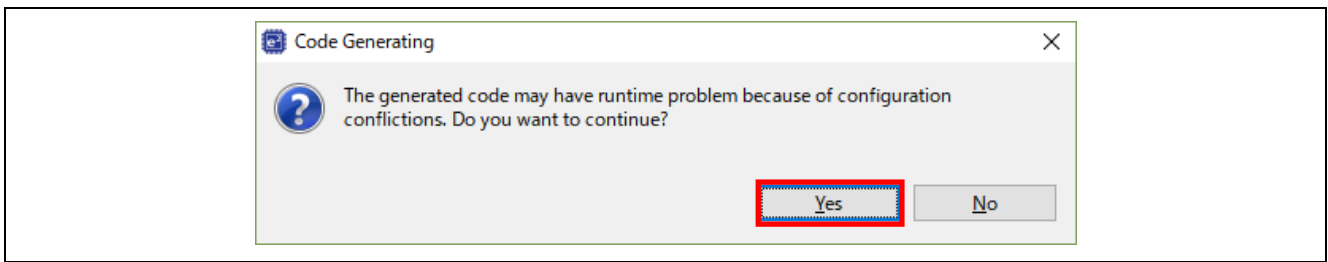 Code Generating
The generated code may have runtime problem because of configuration
conflictions. Do you want to continue?
Yes
No